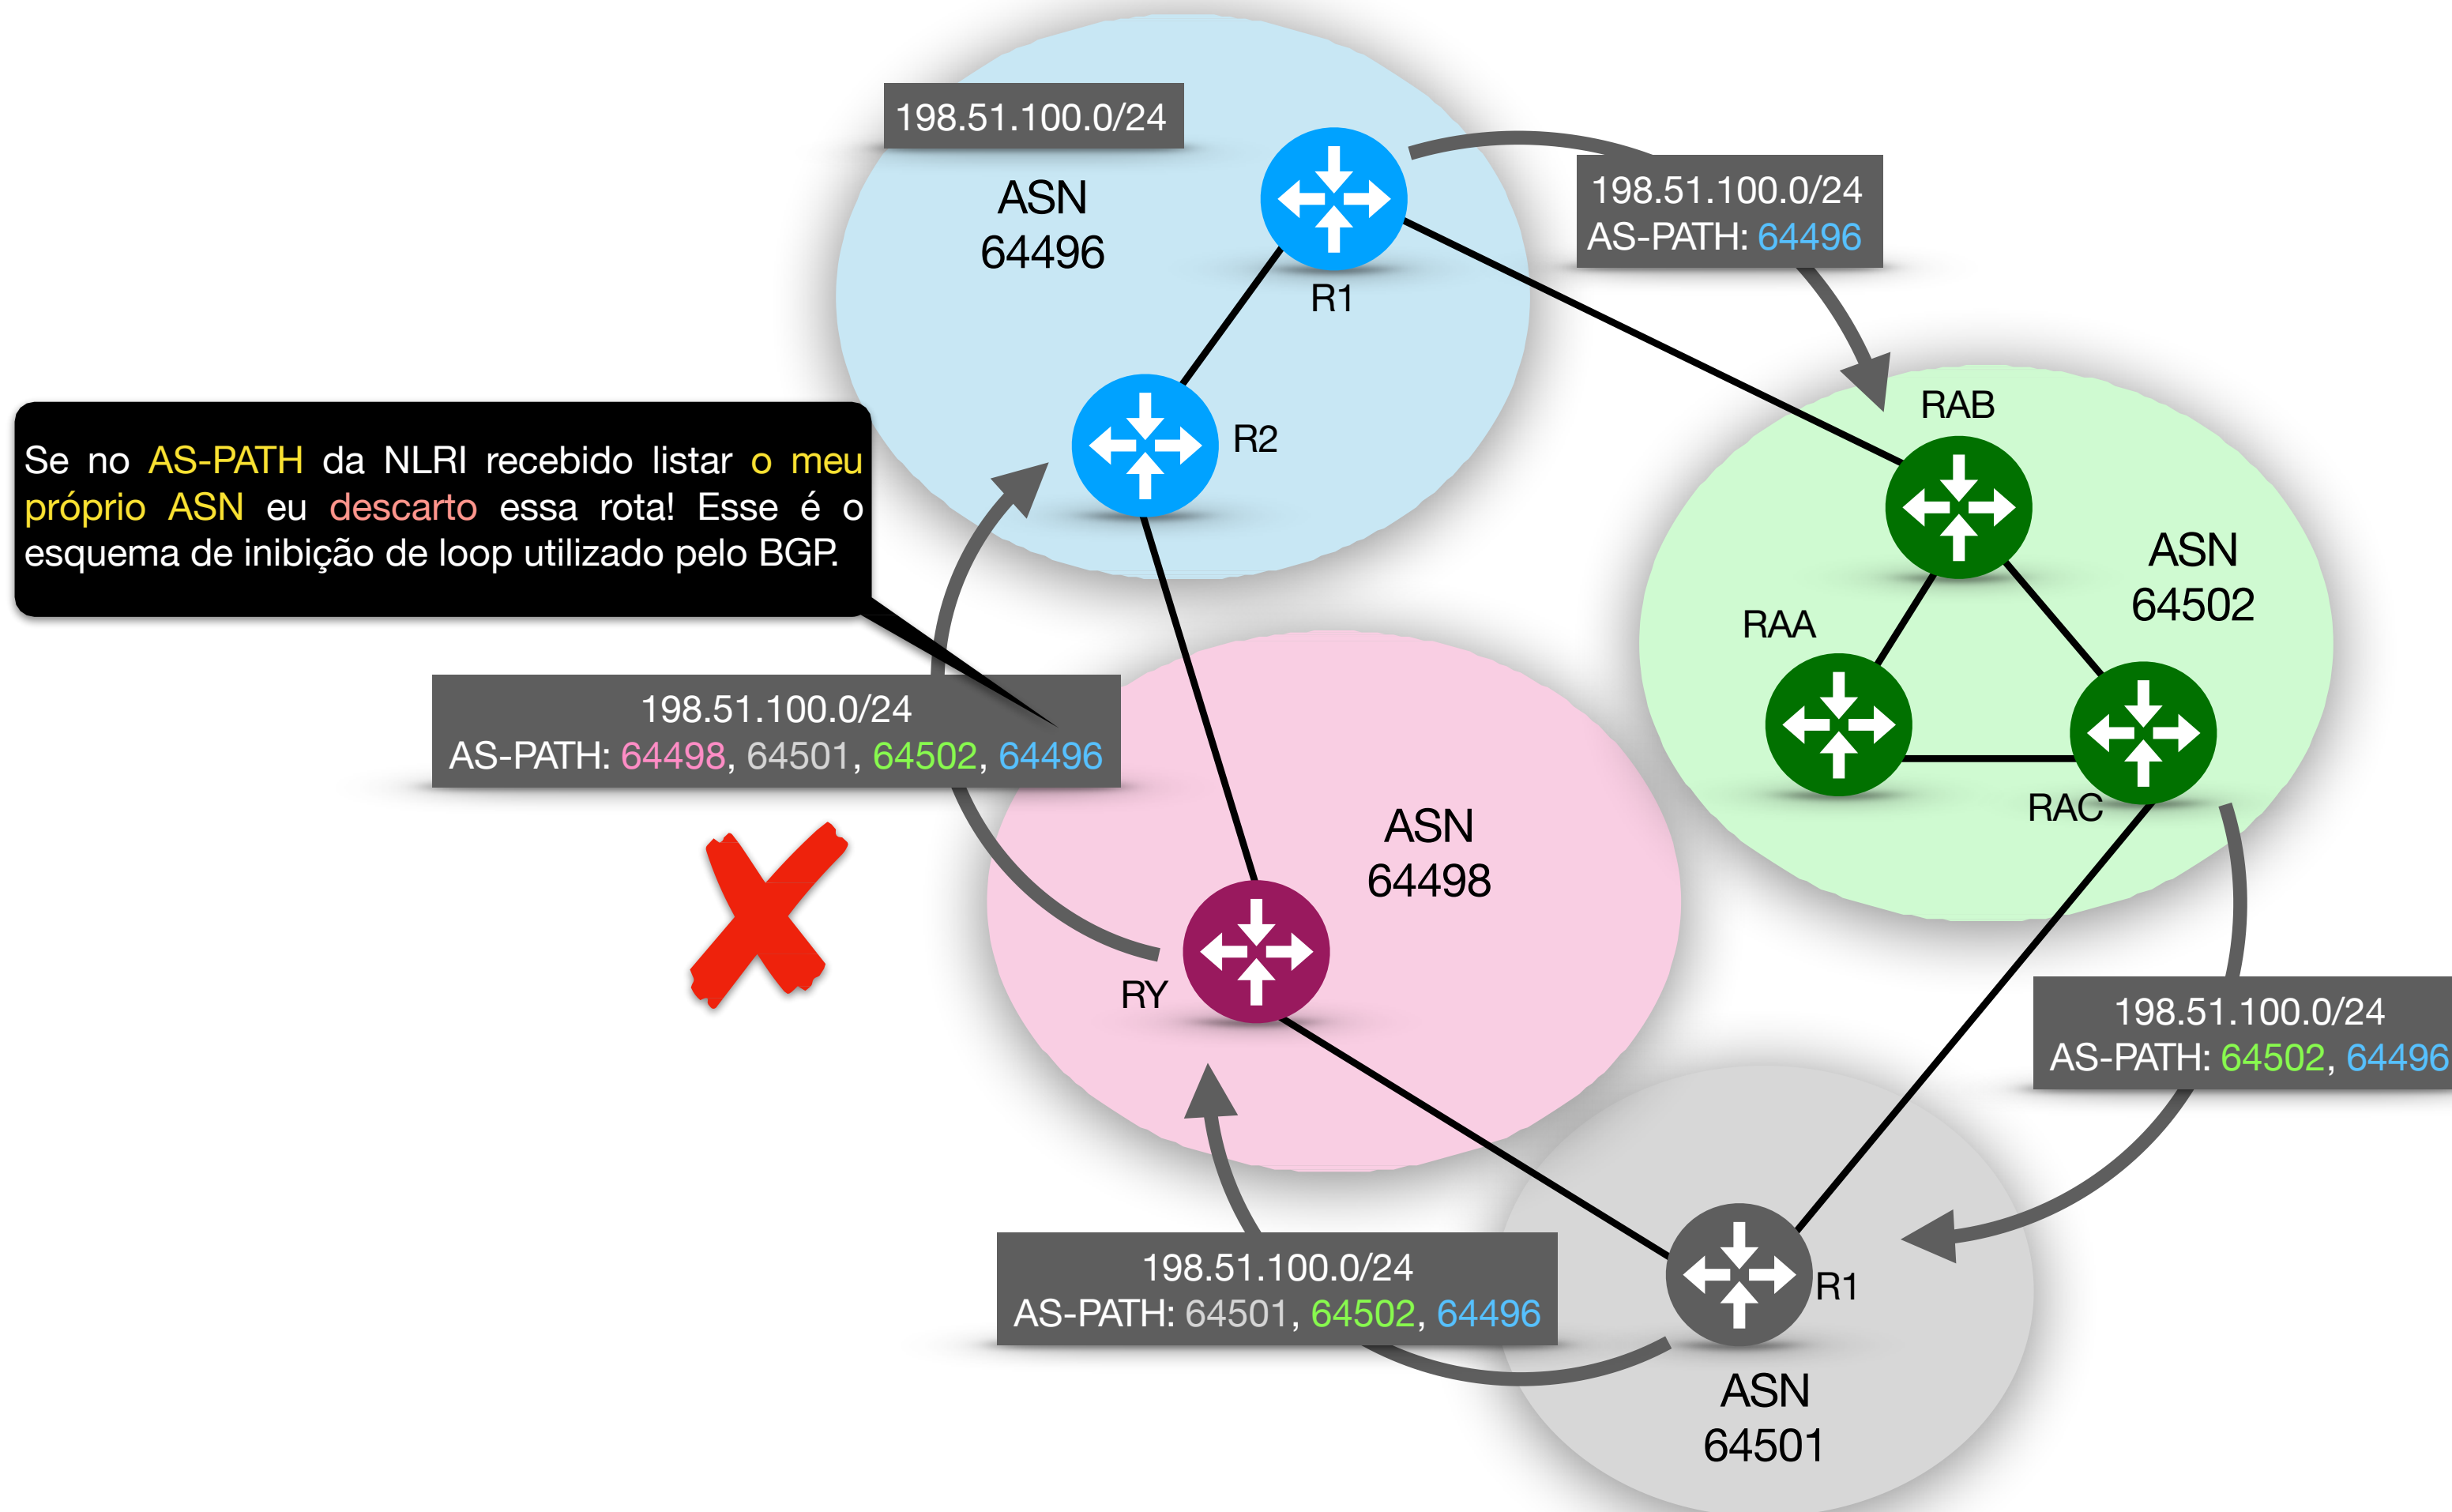 198.51.100.0/24
ASN
64496
R1
R2
198.51.100.0/24
AS-PATH: 64496
Se no AS-PATH da NLRI recebido listar o meu
próprio ASN eu descarto essa rota! Esse é o
esquema de inibição de loop utilizado pelo BGP.
RAB
ASN
64502
RAA
RAC
198.51.100.0/24
AS-PATH: 64498, 64501, 64502, 64496
ASN
64498
RY
198.51.100.0/24
AS-PATH: 64502, 64496
198.51.100.0/24
AS-PATH: 64501, 64502, 64496
R1
ASN
64501